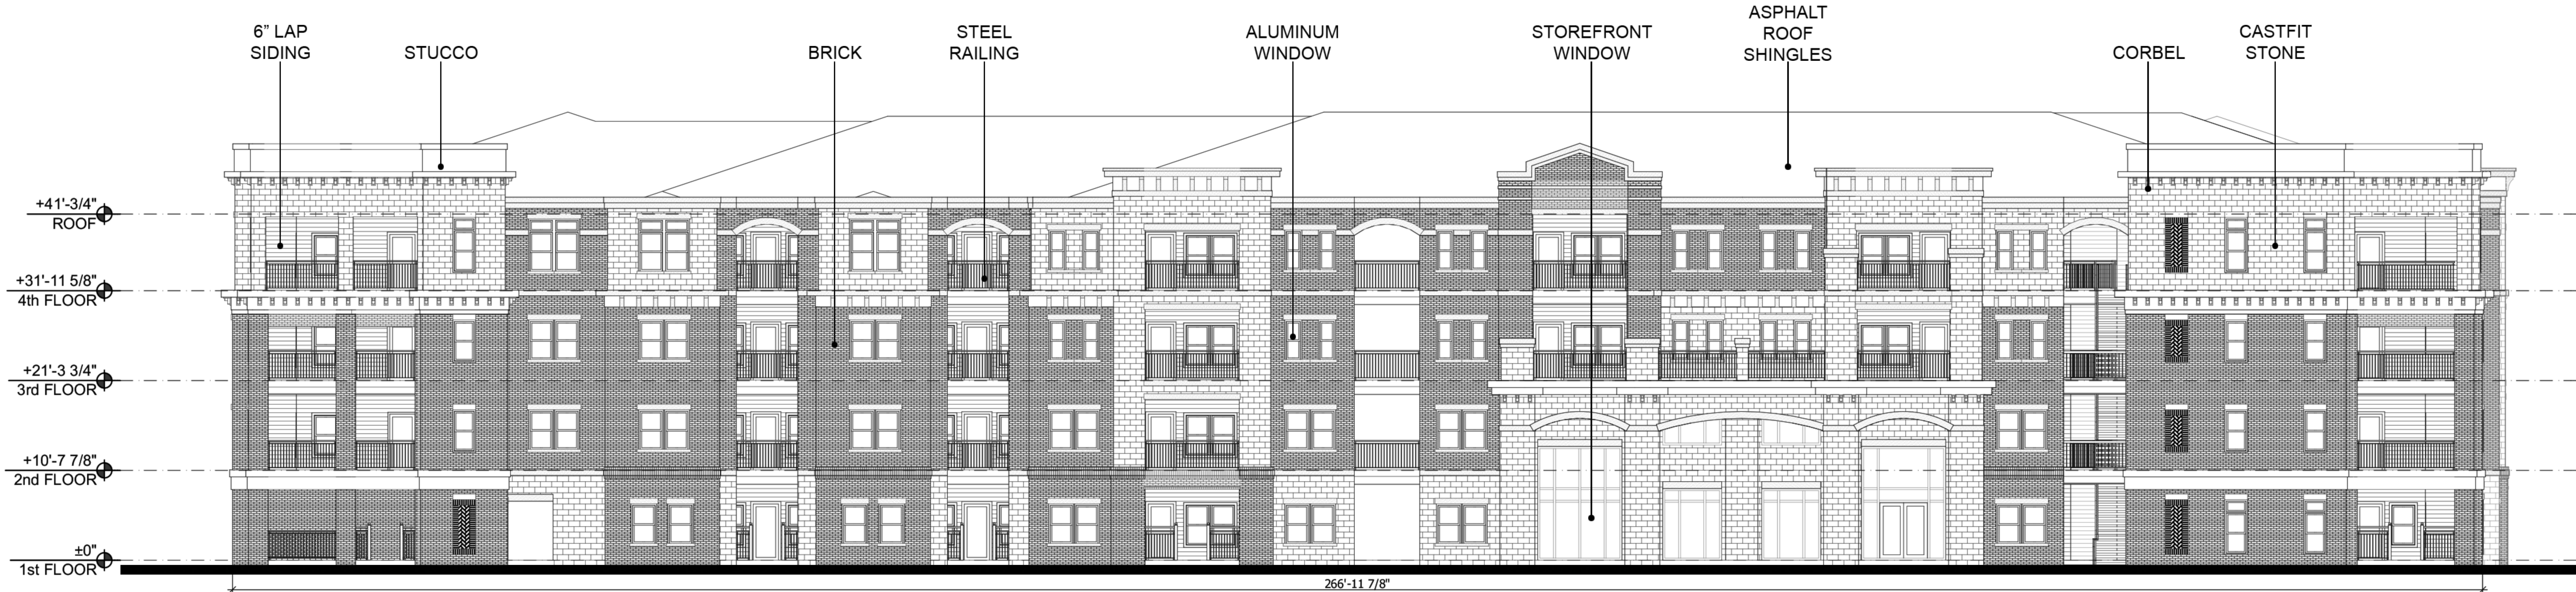 6” LAP
SIDING
STUCCO
BRICK
STEEL
RAILING
ALUMINUM
WINDOW
STOREFRONT
WINDOW
ASPHALT
ROOF
SHINGLES
CORBEL
CASTFIT
STONE
+41'-3/4"
ROOF
+31'-11 5/8"
4th FLOOR
+21'-3 3/4"
3rd FLOOR
+10'-7 7/8"
2nd FLOOR
±0"
1st FLOOR
266'-11 7/8"